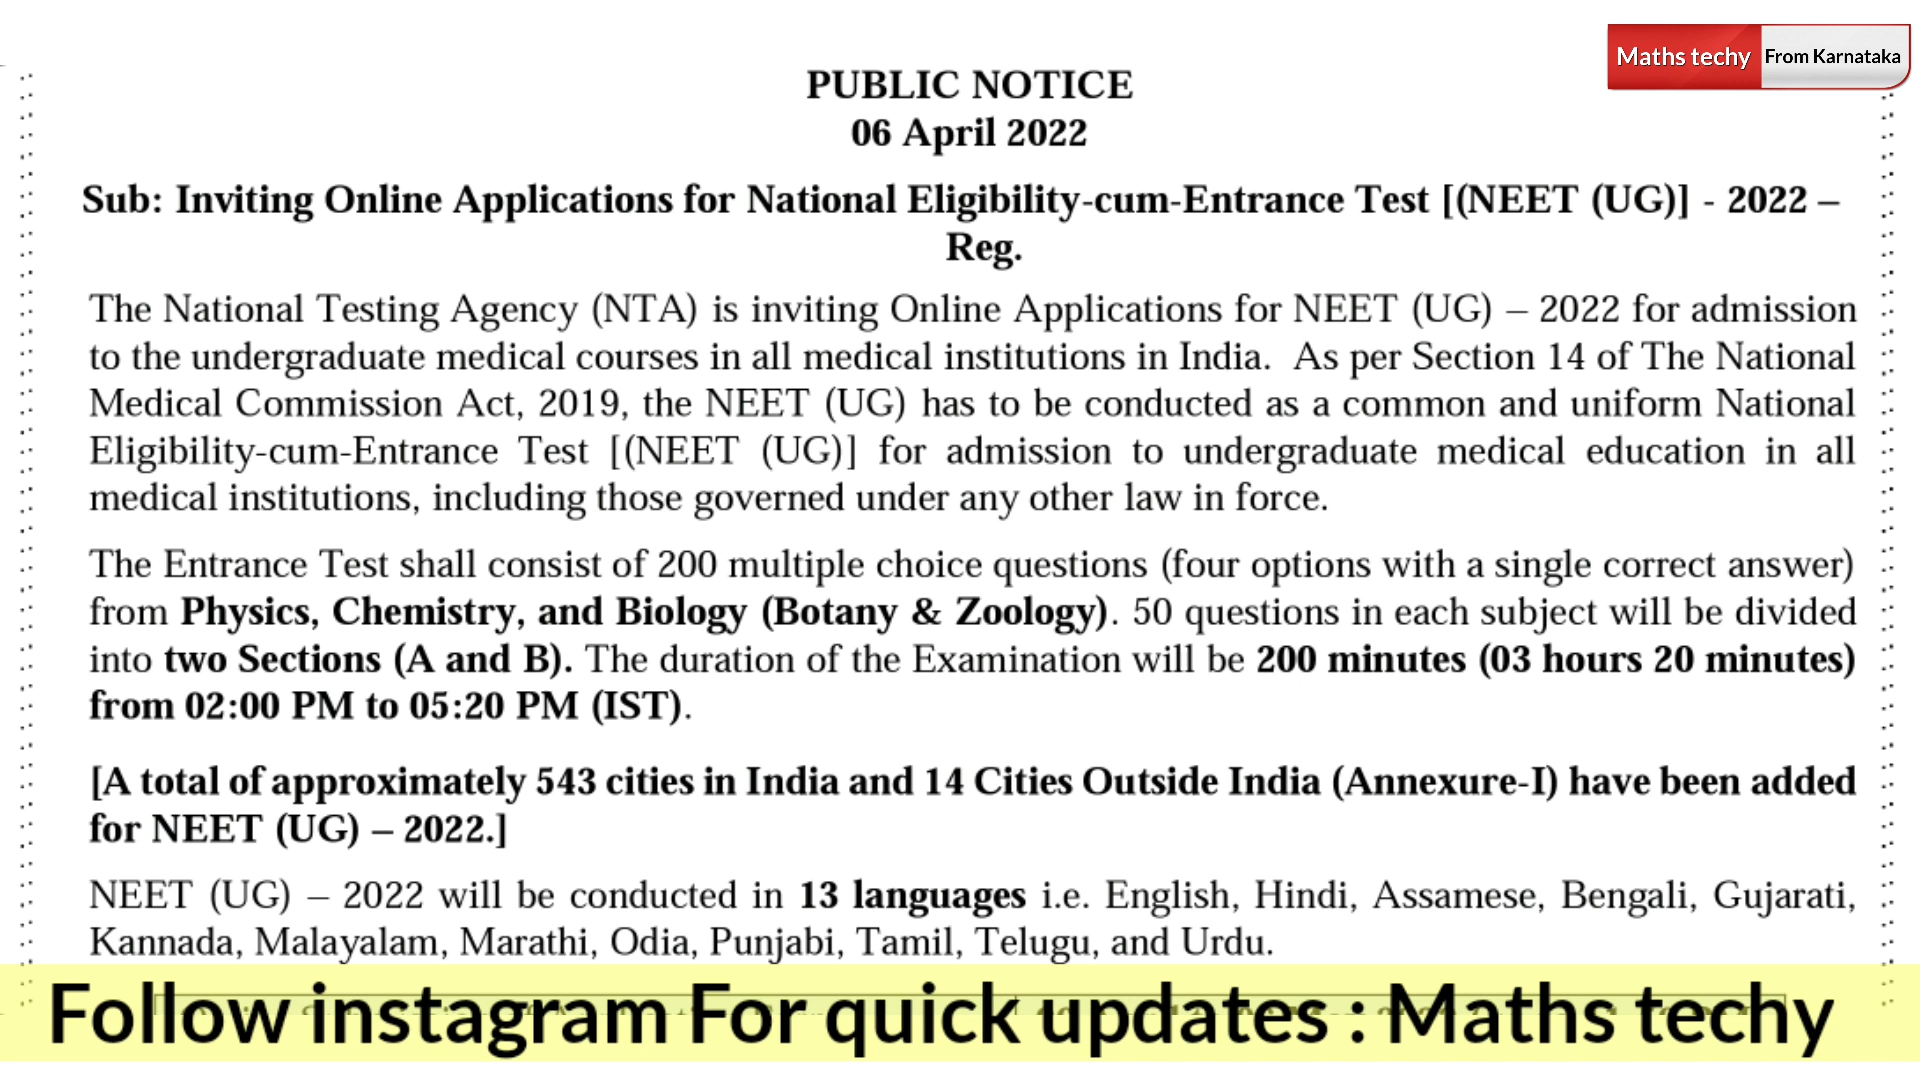 Maths techy From Karnataka
PUBLIC NOTICE
06 April 2022
Sub: Inviting Online Applications for National Eligibility-cum-Entrance Test [(NEET (UG)] - 2022 –
Reg.
The National Testing Agency (NTA) is inviting Online Applications for NEET (UG) – 2022 for admission
to the undergraduate medical courses in all medical institutions in India. As per Section 14 of The National
Medical Commission Act, 2019, the NEET (UG) has to be conducted as a common and uniform National
Eligibility-cum-Entrance Test [(NEET (UG)] for admission to undergraduate medical education in all
medical institutions, including those governed under any other law in force.
The Entrance Test shall consist of 200 multiple choice questions (four options with a single correct answer)
from Physics, Chemistry, and Biology (Botany & Zoology). 50 questions in each subject will be divided
into two Sections (A and B). The duration of the Examination will be 200 minutes (03 hours 20 minutes)
from 02:00 PM to 05:20 PM (IST).
[A total of approximately 543 cities in India and 14 Cities Outside India (Annexure-I) have been added
for NEET (UG) – 2022.]
NEET (UG) – 2022 will be conducted in 13 languages i.e. English, Hindi, Assamese, Bengali, Gujarati,
Kannada, Malayalam, Marathi, Odia, Punjabi, Tamil, Telugu, and Urdu.
Follow instagram For quick updates : Maths techy